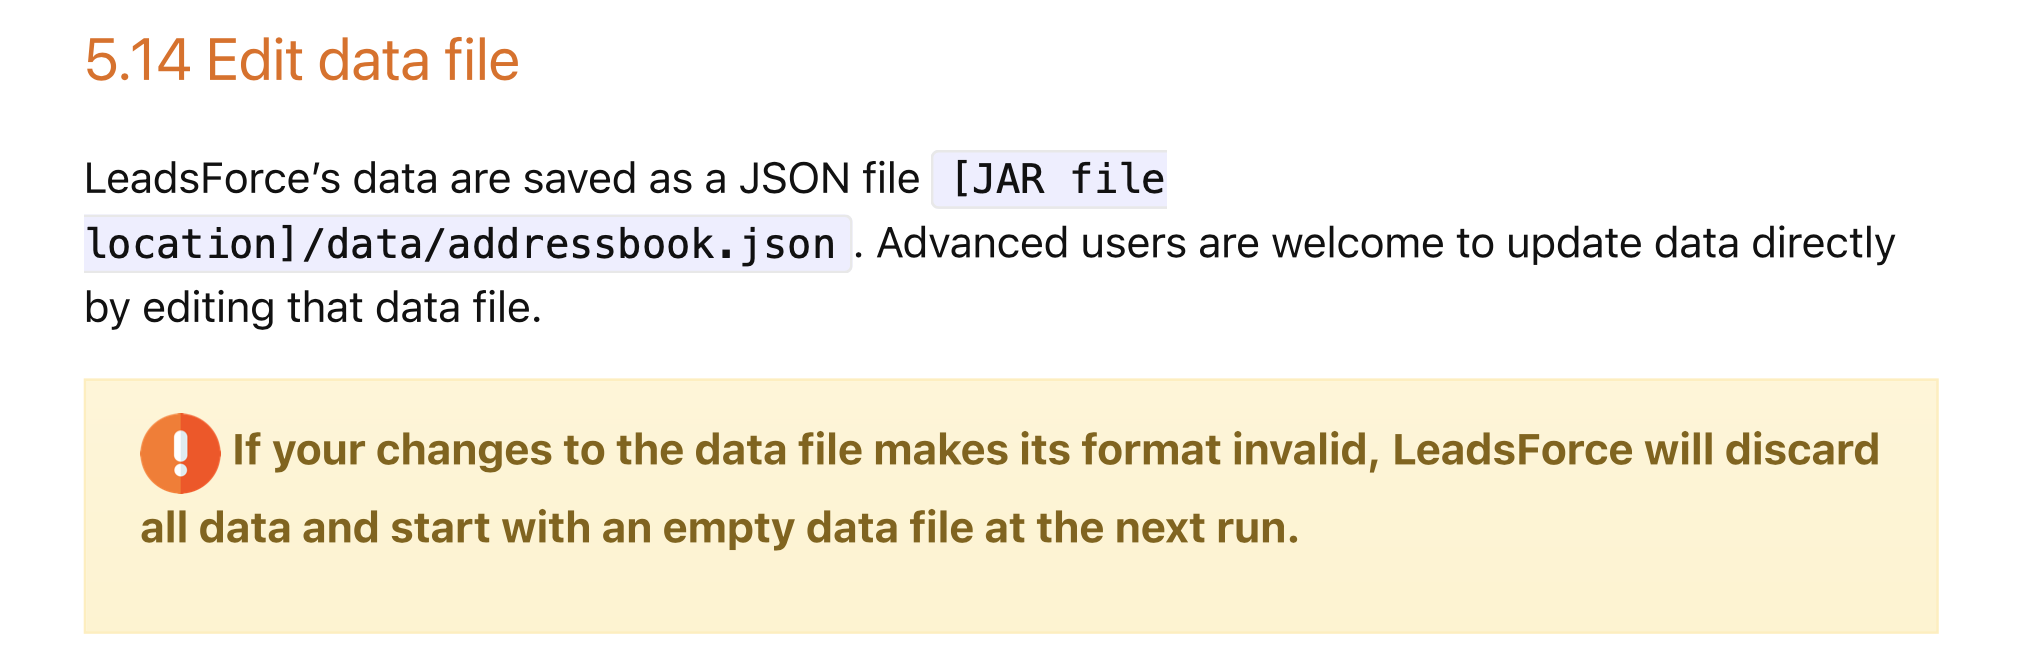 5.14 Edit data file
LeadsForce’s data are saved as a JSON file [JAR file
location]/data/addressbook.json . Advanced users are welcome to update data directly
by editing that data file.
If your changes to the data file makes its format invalid, LeadsForce will discard
all data and start with an empty data file at the next run.